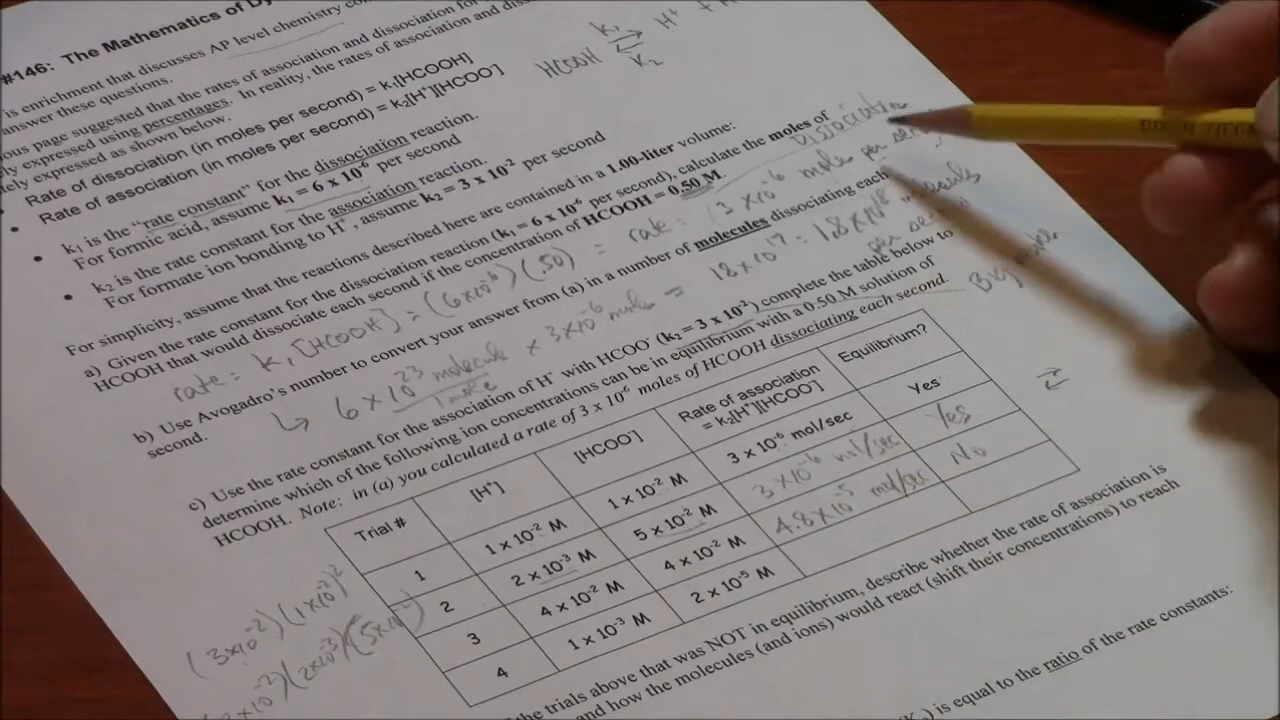 #146: The Mathematics of
is enrichment that discusses AP level chemistry
answer these questions.
ous page suggested that the rates of association and dissociation for
ly expressed using percentages. In reality, the rates of association and
ely expressed as shown below.
Rate of dissociation (in moles per second) = k₁[HCOOH]
Rate of association (in moles per second) = k₂[H⁺][HCOO⁻]
HCOOH k₁ ⇌ k₂ H⁺ +
• k₁ is the "rate constant" for the dissociation reaction.
For formic acid, assume k₁ = 6 x 10⁻⁶ per second
• k₂ is the rate constant for the association reaction.
For formate ion bonding to H⁺, assume k₂ = 3 x 10⁻² per second
For simplicity, assume that the reactions described here are contained in a 1.00-liter volume:
a) Given the rate constant for the dissociation reaction (k₁ = 6 x 10⁻⁶ per second), calculate the moles of
HCOOH that would dissociate each second if the concentration of HCOOH = 0.50 M.
dissociation
rate = k₁ [HCOOH] = (6x10⁻⁶)(.50) = rate = 3 x10⁻⁶ moles per second
b) Use Avogadro's number to convert your answer from (a) in a number of molecules dissociating each
second.
↳ 6 x 10²³ molecule / 1 mole x 3x10⁻⁶ mole = 18 x 10¹⁷ = 1.8 x 10¹⁸ molecules
per second
c) Use the rate constant for the association of H⁺ with HCOO⁻ (k₂ = 3 x 10⁻²) complete the table below to
determine which of the following ion concentrations can be in equilibrium with a 0.50 M solution of
HCOOH. Note: in (a) you calculated a rate of 3 x 10⁻⁶ moles of HCOOH dissociating each second.
Trial # [H⁺] [HCOO⁻] Rate of association = k₂[H⁺][HCOO⁻] Equilibrium?
1 1 x 10⁻² M 1 x 10⁻² M 3 x 10⁻⁶ mol/sec Yes
2 2 x 10⁻³ M 5 x 10⁻² M 3 x 10⁻⁶ mol/sec Yes
3 4 x 10⁻² M 4 x 10⁻² M 4.8 x 10⁻⁵ mol/sec No
4 1 x 10⁻³ M 2 x 10⁻⁵ M
⇌
(3x10⁻²)(1x10⁻²)²
x10⁻²)(2x10⁻³)(5x10⁻²)
the trials above that was NOT in equilibrium, describe whether the rate of association is
and how the molecules (and ions) would react (shift their concentrations) to reach
is equal to the ratio of the rate constants: